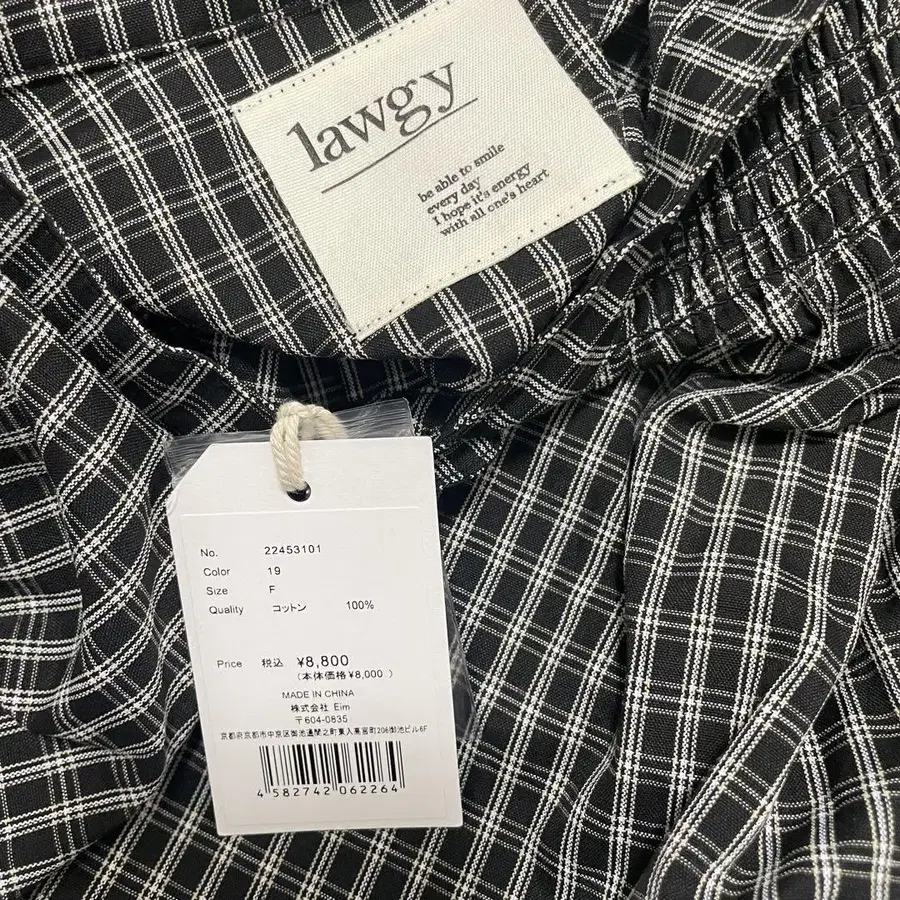 lawgy
be able to smile
every day
I hope it's energy
with all one's heart
No. 22453101
Color 19
Size F
Quality コットン 100%
Price 税込 ¥8,800
(本体価格¥8,000 )
MADE IN CHINA
株式会社 Eim
〒604-0835
京都府京都市中京区御池通間之町東入高宮町206御池ビル6F
4 582742 062264